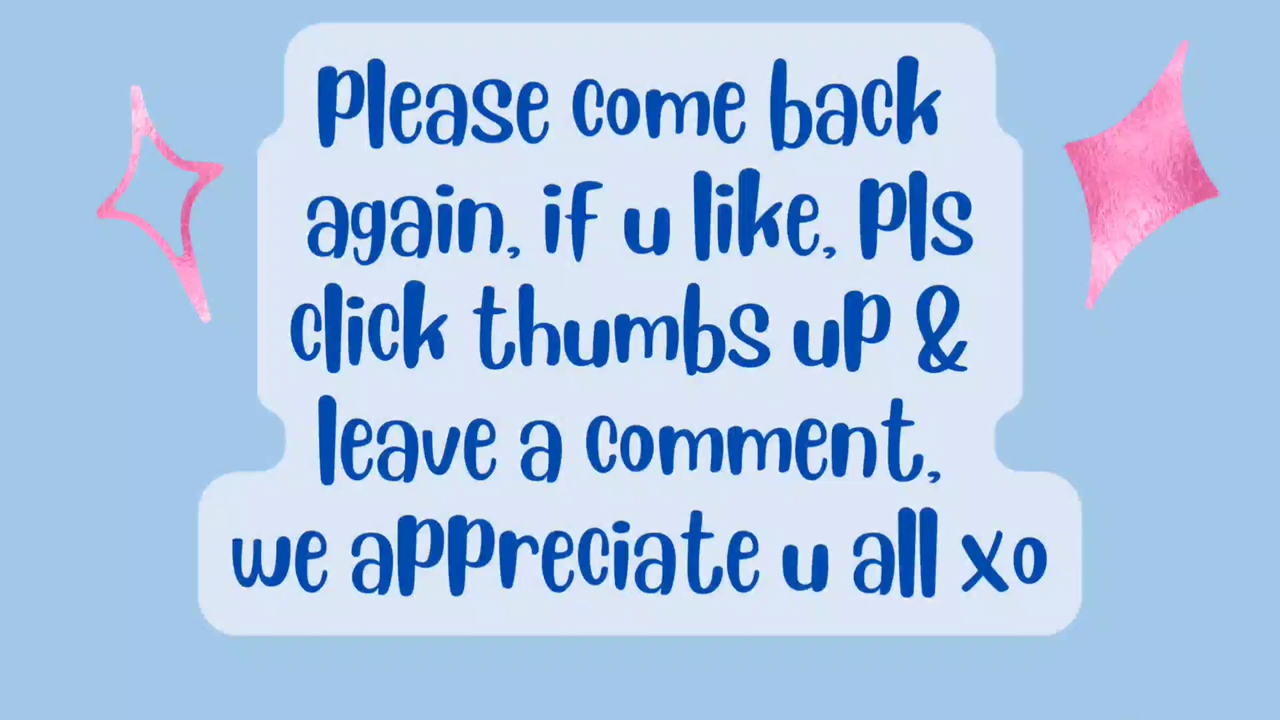 Please come back
again, if u like, pls
click thumbs up &
leave a comment,
we appreciate u all xo